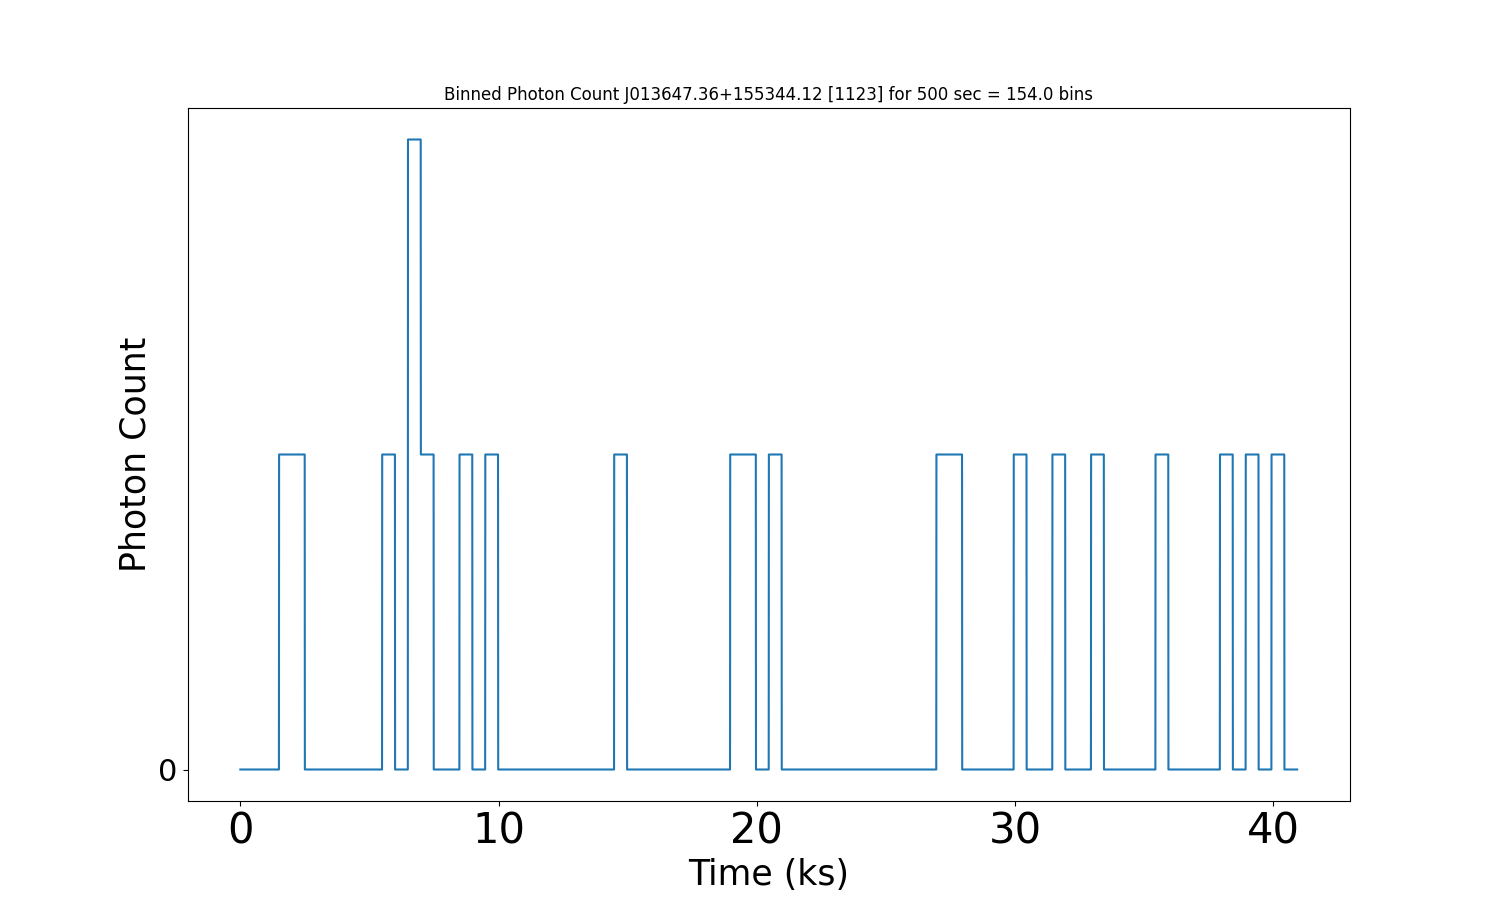 Binned Photon Count J013647.36+155344.12 [1123] for 500 sec = 154.0 bins
Photon Count
0
0 10 20 30 40
Time (ks)